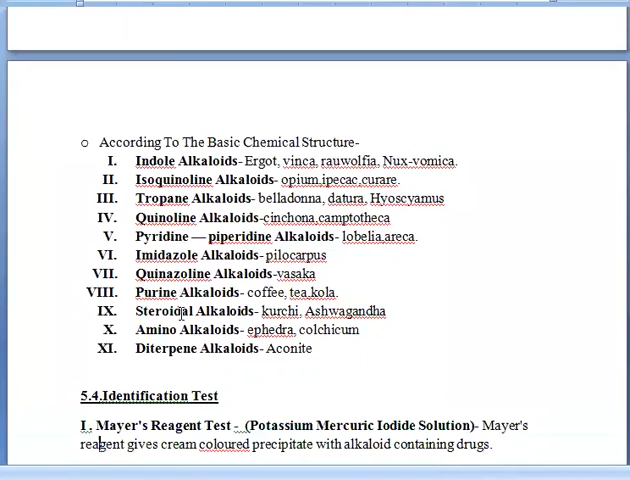 o According To The Basic Chemical Structure-
I. Indole Alkaloids- Ergot, vinca, rauwolfia, Nux-vomica.
II. Isoquinoline Alkaloids- opium,ipecac,curare.
III. Tropane Alkaloids- belladonna, datura, Hyoscyamus
IV. Quinoline Alkaloids-cinchona,camptotheca
V. Pyridine — piperidine Alkaloids- lobelia,areca.
VI. Imidazole Alkaloids- pilocarpus
VII. Quinazoline Alkaloids-vasaka
VIII. Purine Alkaloids- coffee, tea,kola.
IX. Steroidal Alkaloids- kurchi, Ashwagandha
X. Amino Alkaloids- ephedra, colchicum
XI. Diterpene Alkaloids- Aconite
5.4.Identification Test
I . Mayer's Reagent Test - (Potassium Mercuric Iodide Solution)- Mayer's
reagent gives cream coloured precipitate with alkaloid containing drugs.